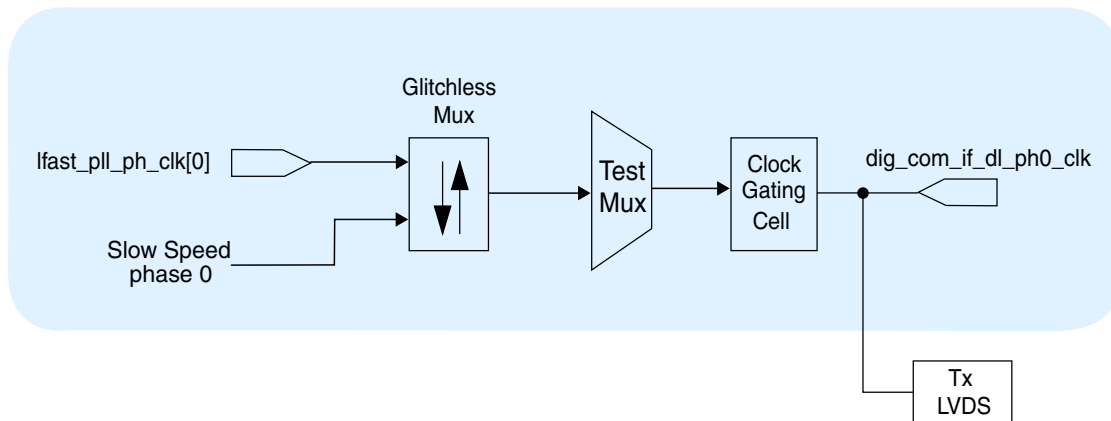 Glitchless
Mux
lfast_pll_ph_clk[0]
Slow Speed
phase 0
Test
Mux
Clock
Gating
Cell
dig_com_if_dl_ph0_clk
Tx
LVDS